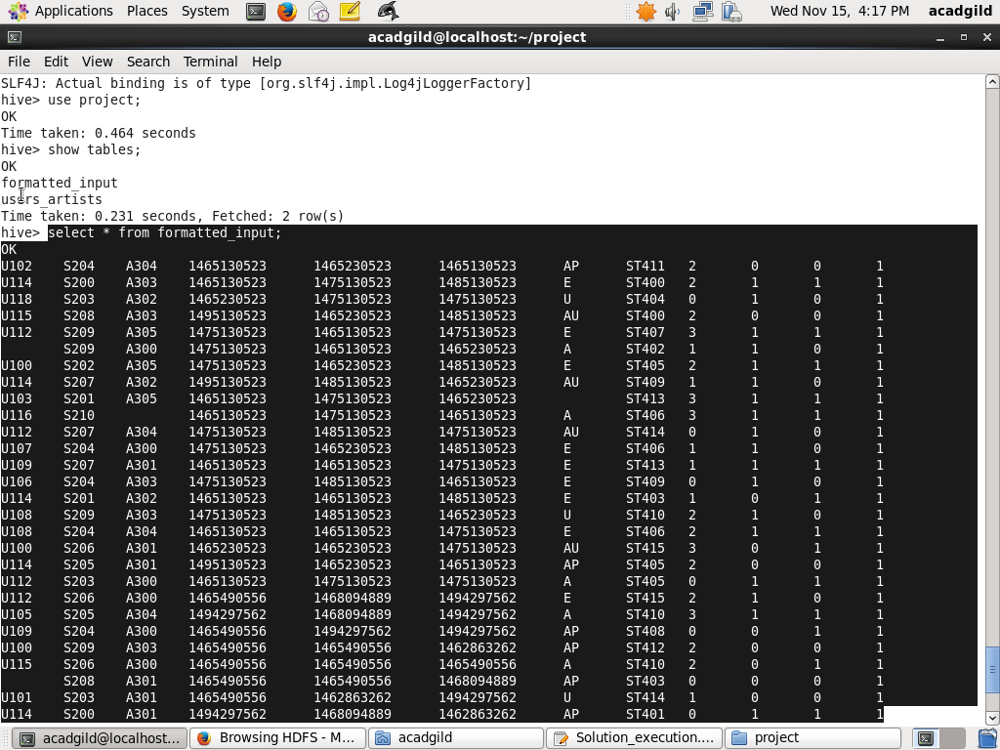 Applications Places System Wed Nov 15, 4:17 PM acadgild
acadgild@localhost:~/project
File Edit View Search Terminal Help
SLF4J: Actual binding is of type [org.slf4j.impl.Log4jLoggerFactory]
hive> use project;
OK
Time taken: 0.464 seconds
hive> show tables;
OK
formatted_input
users_artists
Time taken: 0.231 seconds, Fetched: 2 row(s)
hive> select * from formatted_input;
OK
U102 S204 A304 1465130523 1465230523 1465130523 AP ST411 2 0 0 1
U114 S200 A303 1465130523 1475130523 1485130523 E ST400 2 1 1 1
U118 S203 A302 1465230523 1475130523 1475130523 U ST404 0 1 0 1
U115 S208 A303 1495130523 1465230523 1485130523 AU ST400 2 0 0 1
U112 S209 A305 1475130523 1465130523 1475130523 E ST407 3 1 1 1
S209 A300 1475130523 1465130523 1465230523 A ST402 1 1 0 1
U100 S202 A305 1475130523 1465230523 1485130523 E ST405 2 1 1 1
U114 S207 A302 1495130523 1485130523 1465230523 AU ST409 1 1 0 1
U103 S201 A305 1465130523 1475130523 1465230523 ST413 3 1 1 1
U116 S210 1465130523 1475130523 1465130523 A ST406 3 1 1 1
U112 S207 A304 1475130523 1485130523 1475130523 AU ST414 0 1 0 1
U107 S204 A300 1475130523 1465230523 1485130523 E ST406 1 1 0 1
U109 S207 A301 1465130523 1465130523 1475130523 E ST413 1 1 1 1
U106 S204 A303 1475130523 1485130523 1465130523 E ST409 0 1 0 1
U114 S201 A302 1465130523 1465130523 1485130523 E ST403 1 0 1 1
U108 S209 A303 1475130523 1485130523 1465230523 U ST410 2 1 0 1
U108 S204 A304 1465130523 1465130523 1475130523 E ST406 2 1 1 1
U100 S206 A301 1465230523 1465230523 1475130523 AU ST415 3 0 1 1
U114 S205 A301 1495130523 1465230523 1465130523 AP ST405 2 0 0 1
U112 S203 A300 1465130523 1475130523 1475130523 A ST405 0 1 1 1
U112 S206 A300 1465490556 1468094889 1494297562 E ST415 2 1 0 1
U105 S205 A304 1494297562 1468094889 1494297562 A ST410 3 1 1 1
U109 S204 A300 1465490556 1494297562 1468094889 AP ST408 0 0 1 1
U100 S209 A303 1465490556 1465490556 1462863262 AP ST412 2 0 0 1
U115 S206 A300 1465490556 1465490556 1465490556 A ST410 2 0 1 1
S208 A301 1465490556 1465490556 1468094889 AP ST403 0 0 0 1
U101 S203 A301 1465490556 1462863262 1494297562 U ST414 1 0 0 1
U114 S200 A301 1494297562 1468094889 1462863262 AP ST401 0 1 1 1
acadgild@localhost:... Browsing HDFS - M... acadgild Solution_execution.... project